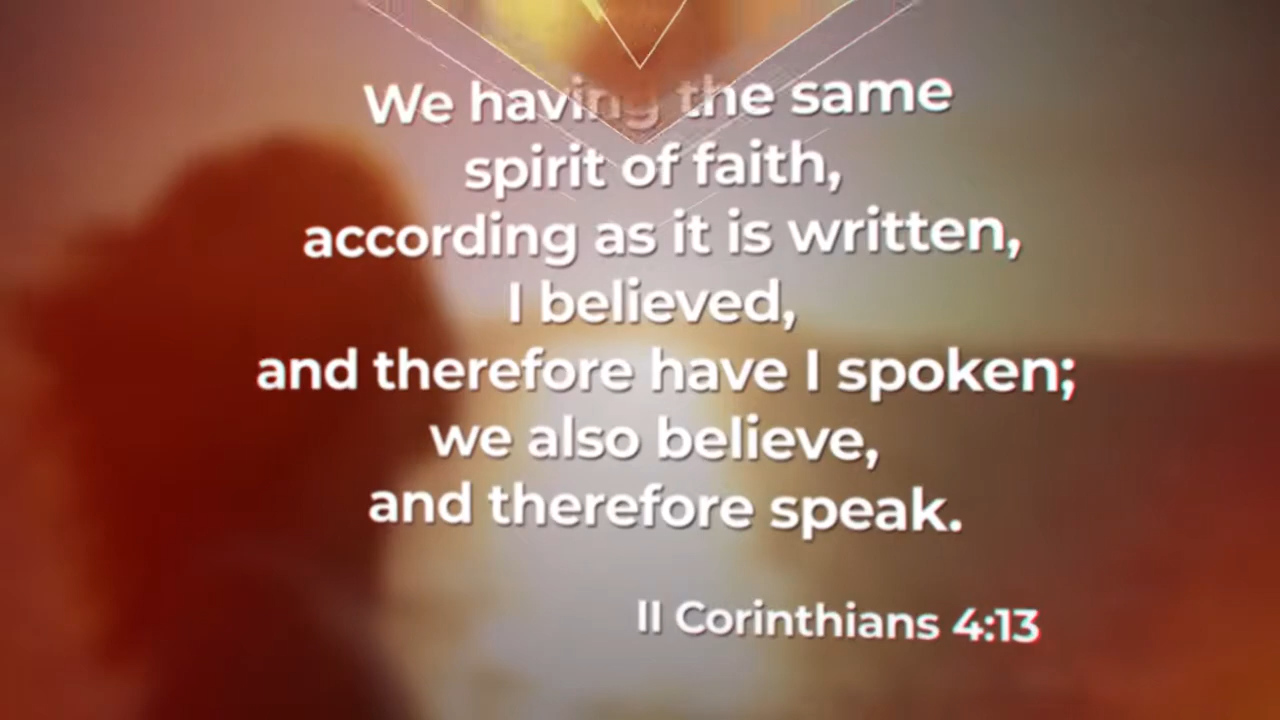 We having the same
spirit of faith,
according as it is written,
I believed,
and therefore have I spoken;
we also believe,
and therefore speak.
II Corinthians 4:13